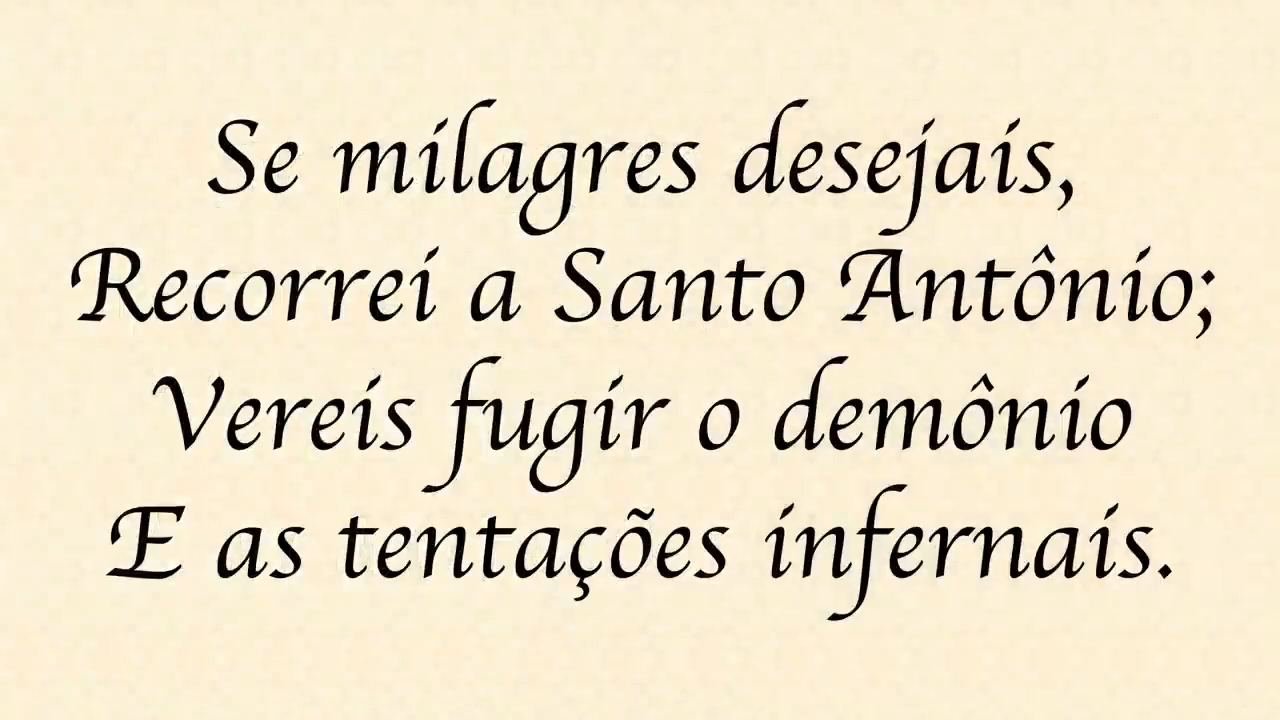 Se milagres desejais,
Recorrei a Santo Antônio;
Vereis fugir o demônio
E as tentações infernais.